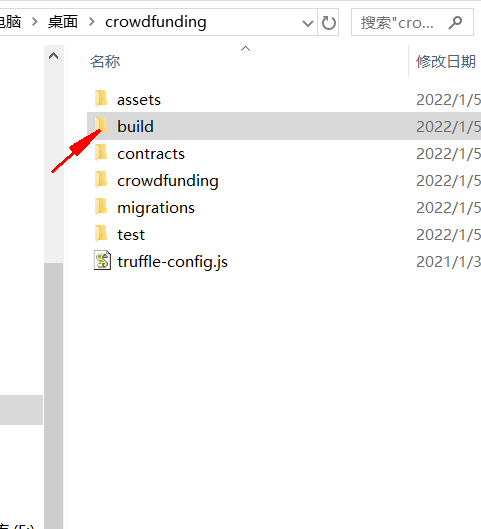 电脑 > 桌面 > crowdfunding
搜索"cro...
名称 修改日期
assets 2022/1/5
build 2022/1/5
contracts 2022/1/5
crowdfunding 2022/1/5
migrations 2022/1/5
test 2022/1/5
truffle-config.js 2021/1/3